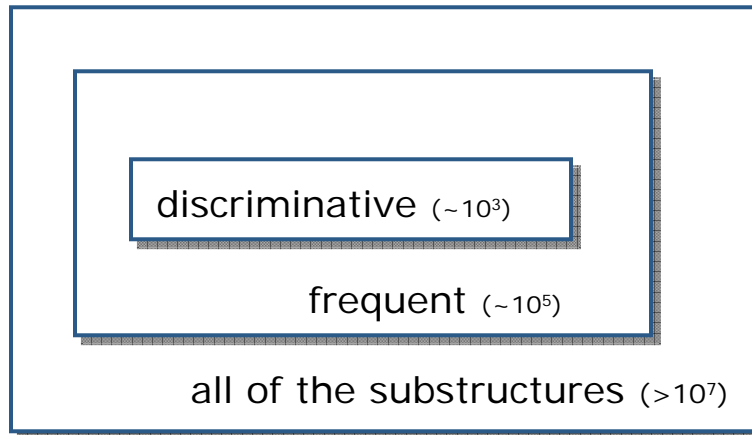 discriminative (~10³)
frequent (~10⁵)
all of the substructures (>10⁷)